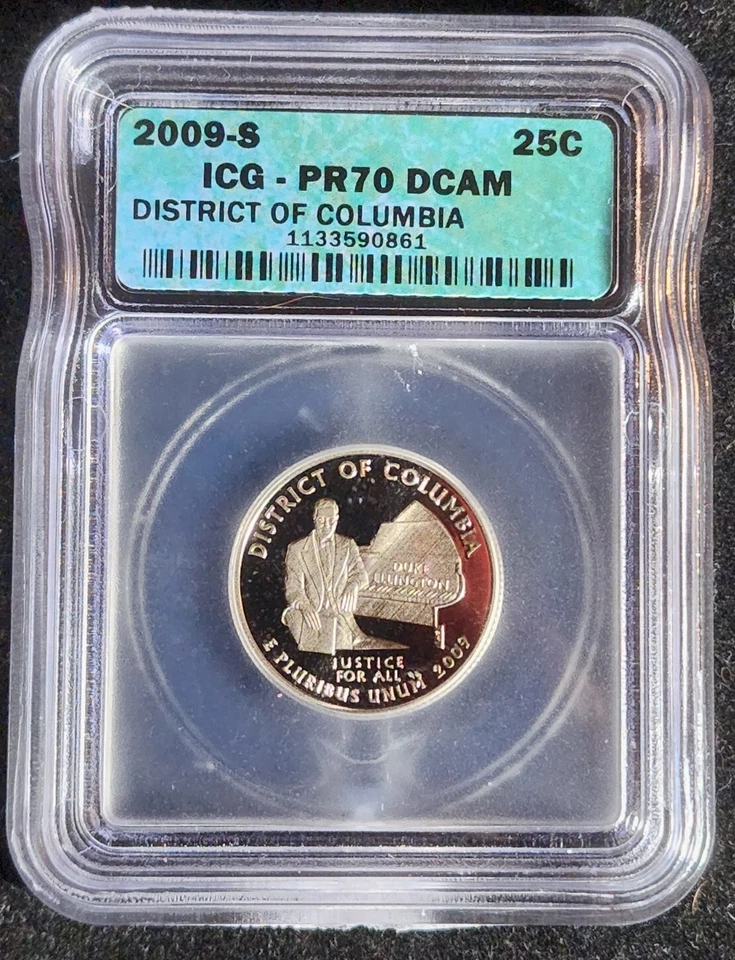 2009-S 25C
ICG - PR70 DCAM
DISTRICT OF COLUMBIA
1133590861
DISTRICT OF COLUMBIA
DUKE
ELLINGTON
JUSTICE
FOR ALL
E PLURIBUS UNUM 2009